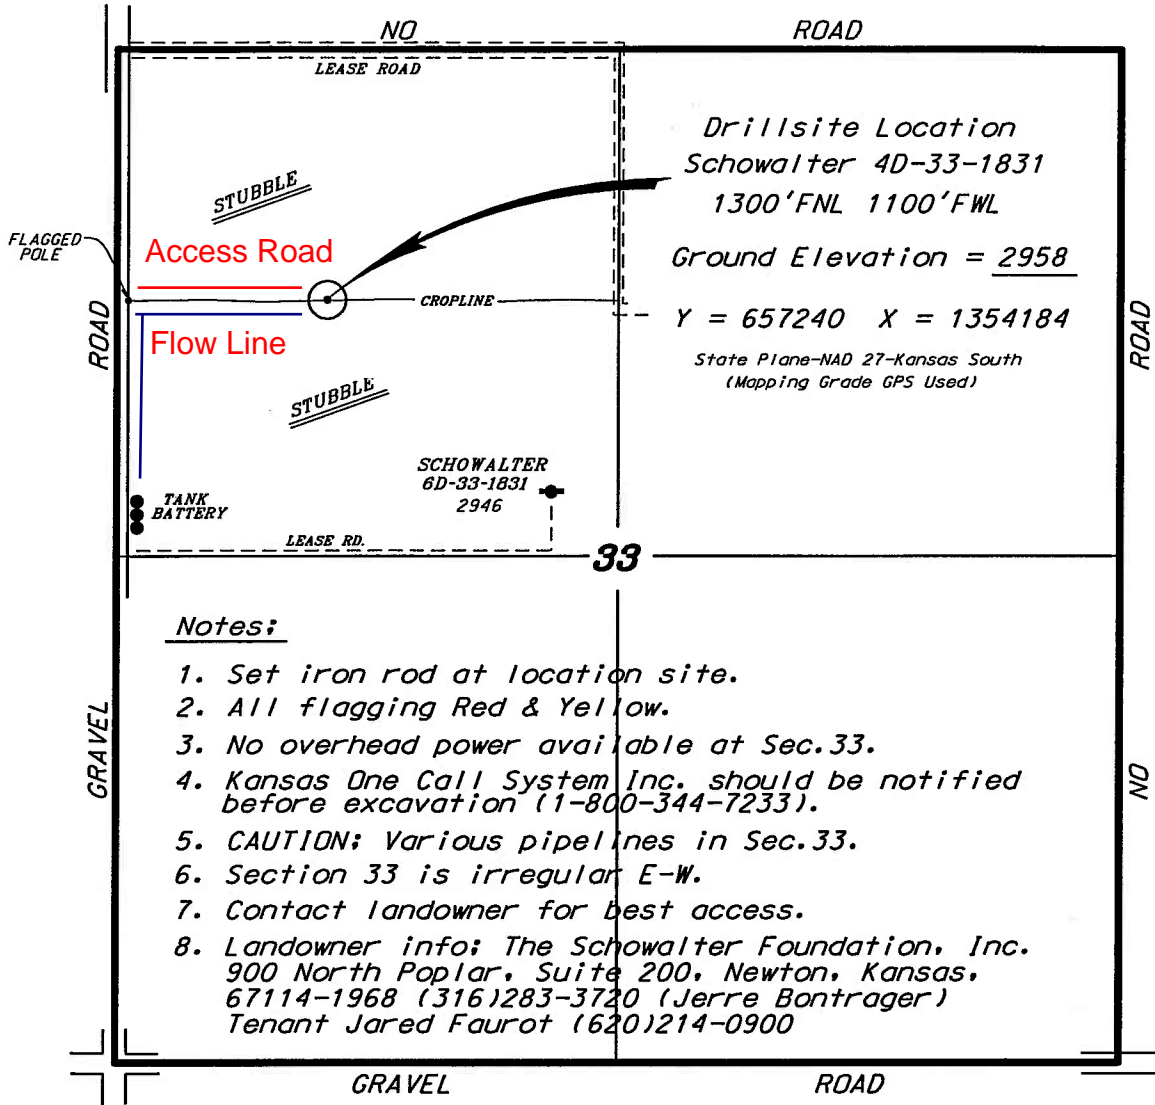 NO ROAD
LEASE ROAD
Drillsite Location
Schowalter 4D-33-1831
1300'FNL 1100'FWL
STUBBLE
FLAGGED
POLE
Access Road
Ground Elevation = 2958
CROPLINE
Y = 657240 X = 1354184
ROAD
ROAD
Flow Line
State Plane-NAD 27-Kansas South
(Mapping Grade GPS Used)
STUBBLE
SCHOWALTER
6D-33-1831
2946
TANK
BATTERY
LEASE RD.
33
Notes:
1. Set iron rod at location site.
2. All flagging Red & Yellow.
3. No overhead power available at Sec.33.
4. Kansas One Call System Inc. should be notified
before excavation (1-800-344-7233).
5. CAUTION: Various pipelines in Sec.33.
6. Section 33 is irregular E-W.
7. Contact landowner for best access.
8. Landowner info: The Schowalter Foundation, Inc.
900 North Poplar, Suite 200, Newton, Kansas,
67114-1968 (316)283-3720 (Jerre Bontrager)
Tenant Jared Faurot (620)214-0900
GRAVEL
NO
GRAVEL ROAD